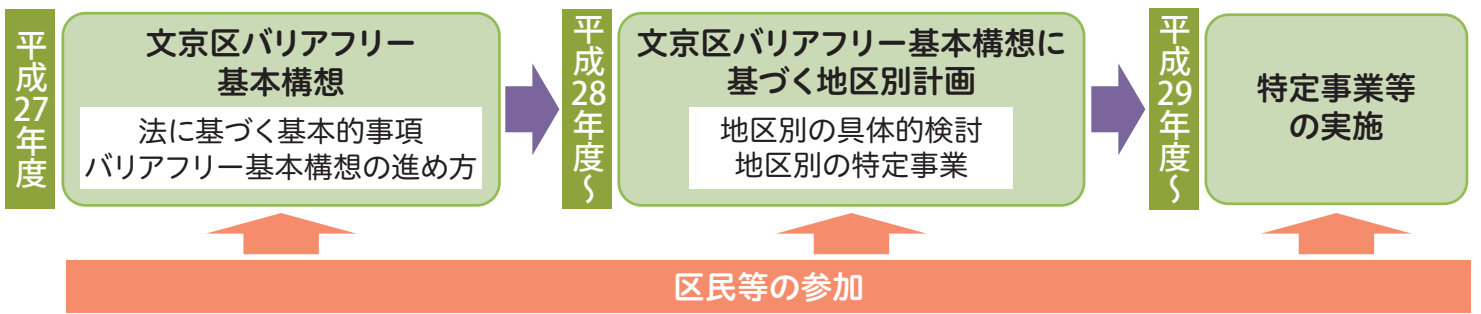 平成27年度
文京区バリアフリー
基本構想
法に基づく基本的事項
バリアフリー基本構想の進め方
平成28年度～
文京区バリアフリー基本構想に
基づく地区別計画
地区別の具体的検討
地区別の特定事業
平成29年度～
特定事業等
の実施
区民等の参加